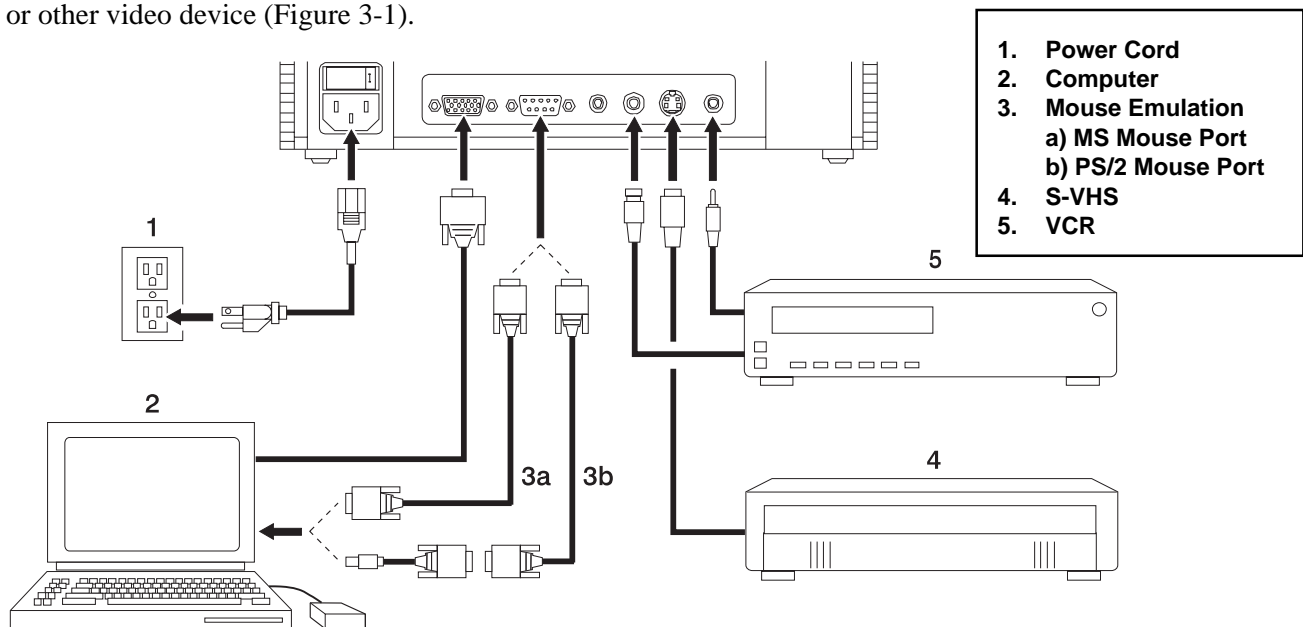 or other video device (Figure 3-1).
1. Power Cord
2. Computer
3. Mouse Emulation
a) MS Mouse Port
b) PS/2 Mouse Port
4. S-VHS
5. VCR
1
5
2
3a
3b
4